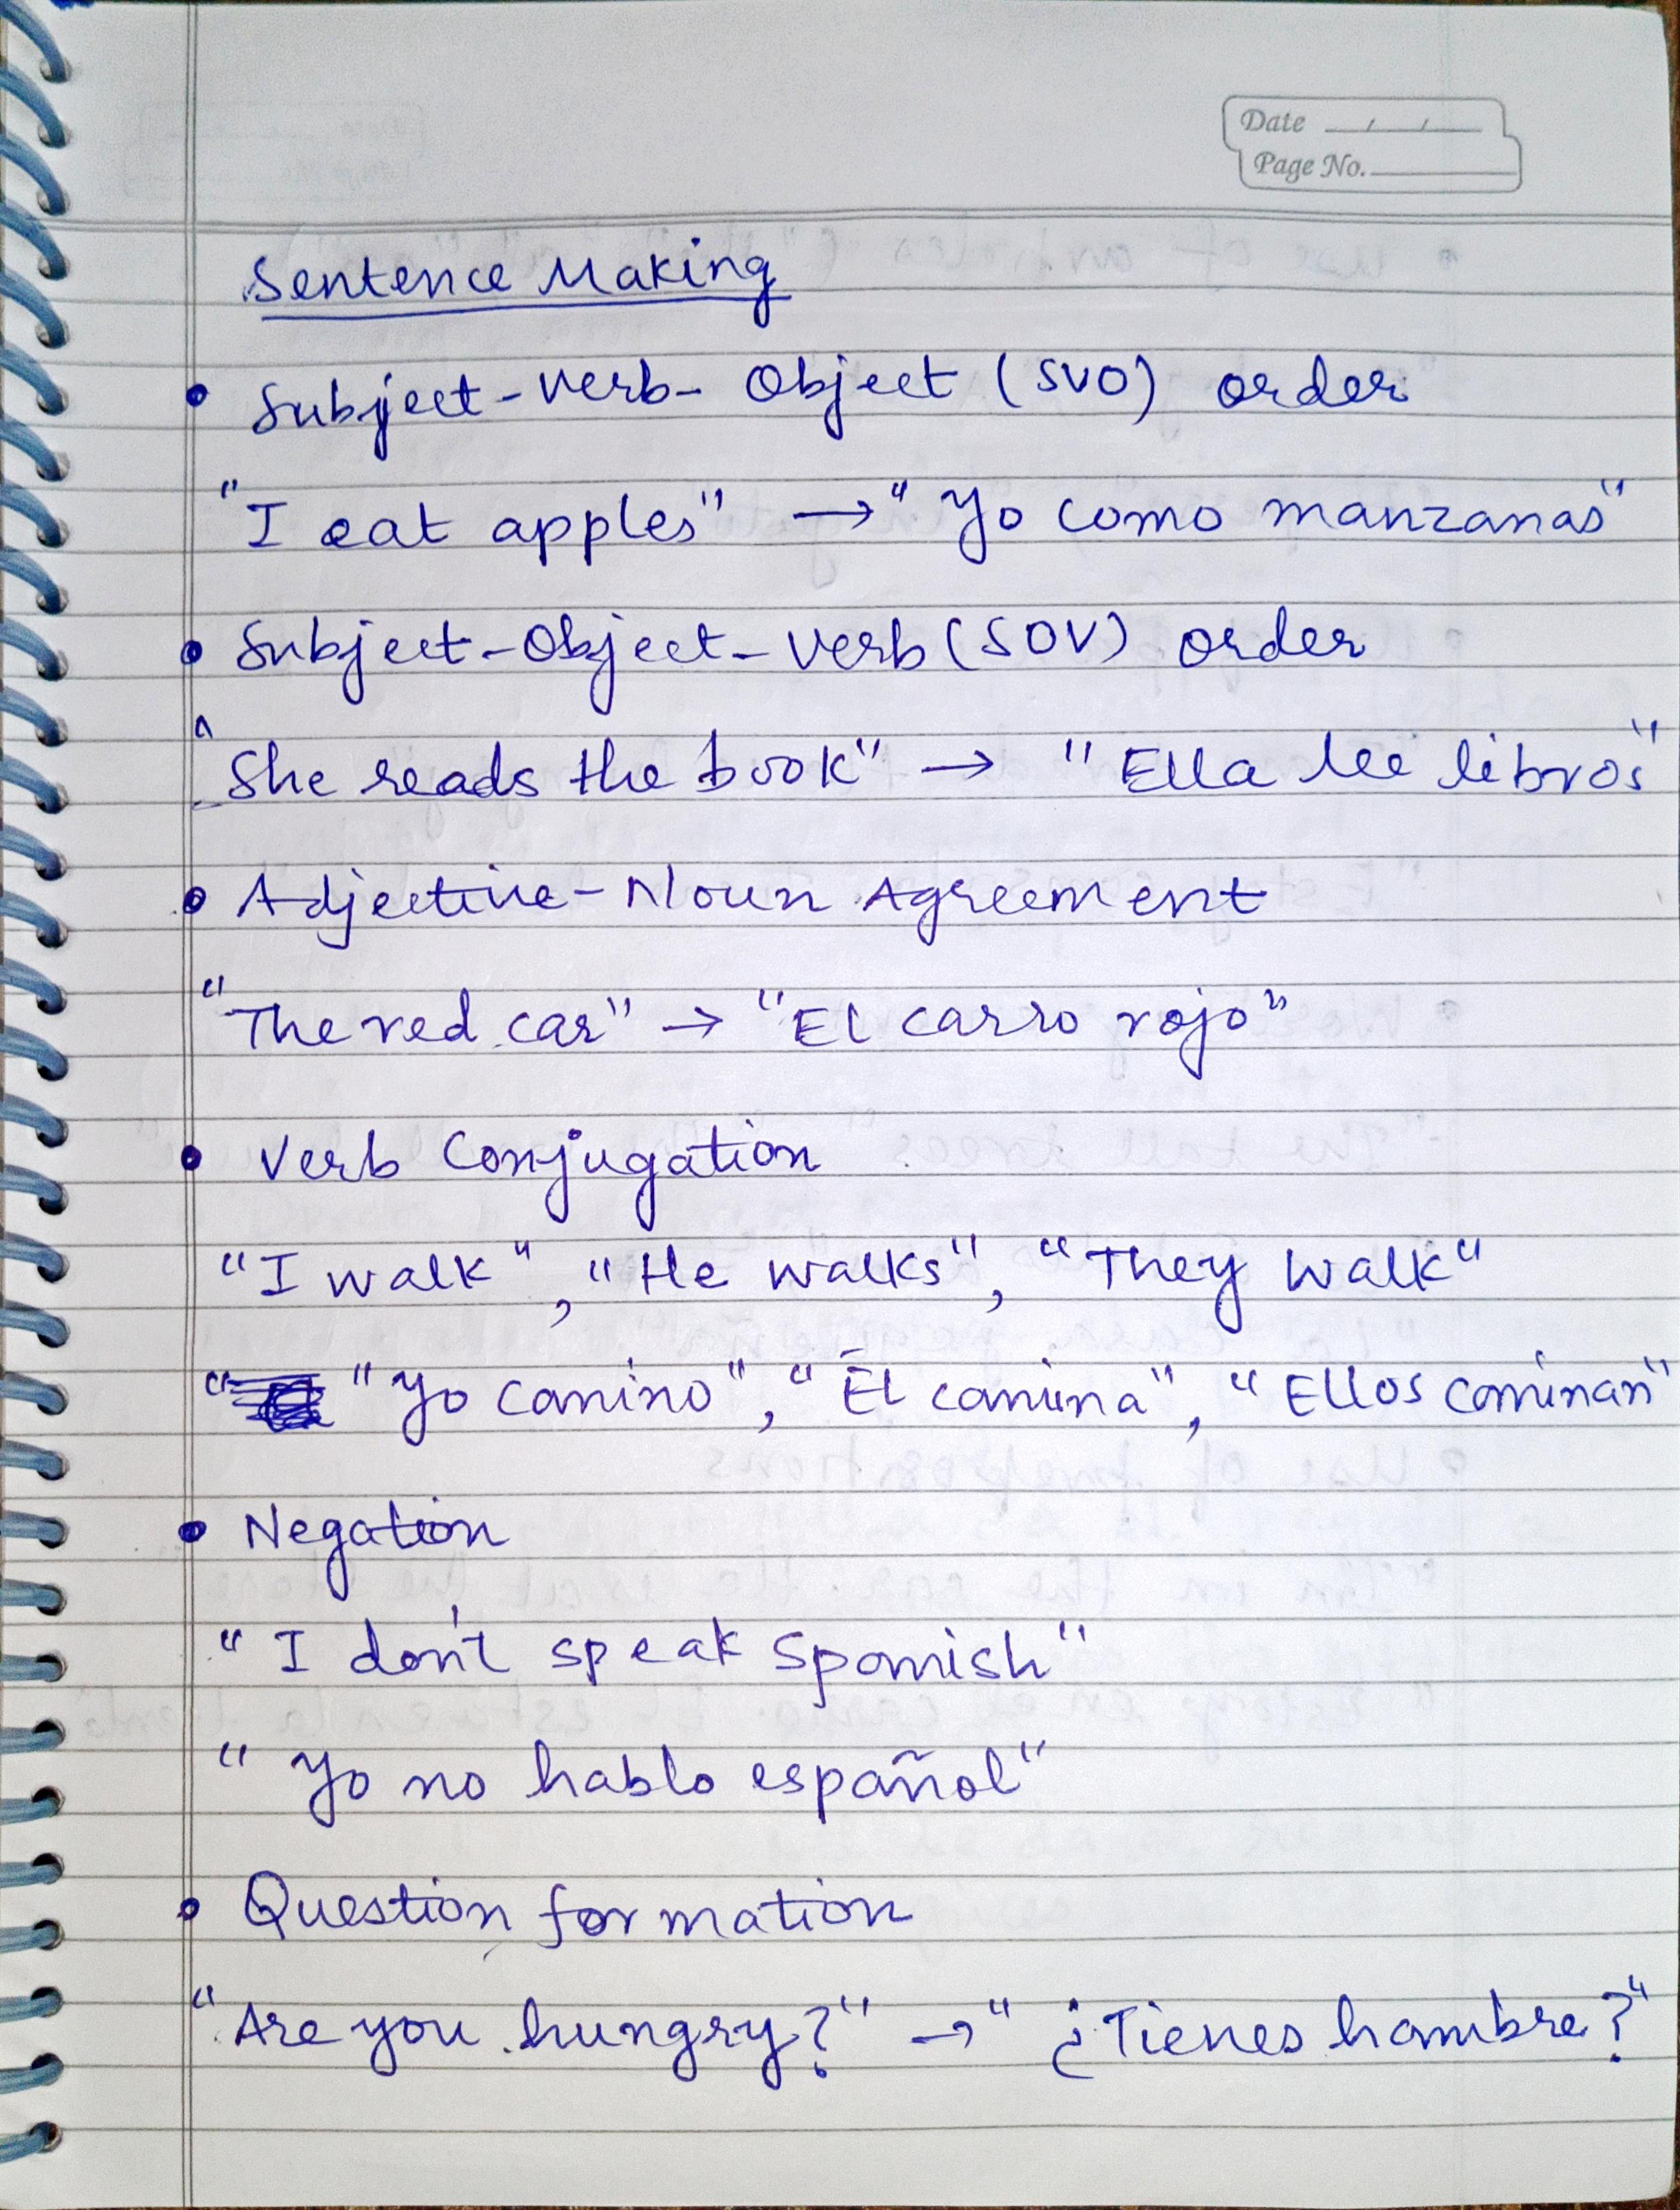 Date __/__/__
Page No.
Sentence Making
• Subject-Verb-Object (SVO) order
"I eat apples" → "Yo como manzanas"
• Subject-Object-Verb (SOV) order
"She reads the book" → "Ella lee libros"
• Adjective-Noun Agreement
"The red car" → "El carro rojo"
• Verb Conjugation
"I walk", "He walks", "They walk"
"Yo camino", "Él camina", "Ellos caminan"
• Negation
"I don't speak Spanish"
"Yo no hablo español"
• Question formation
"Are you hungry?" → "¿Tienes hambre?"